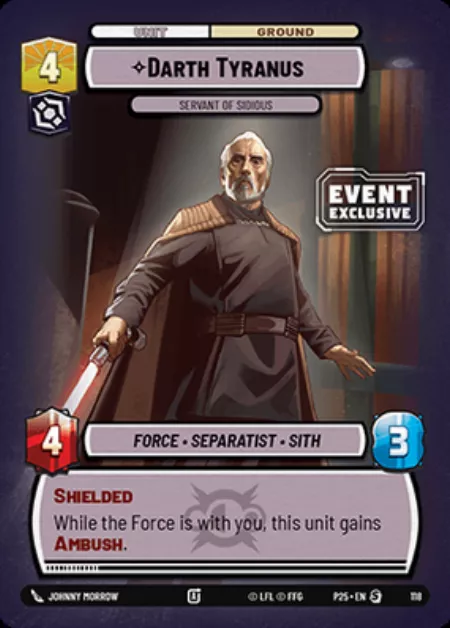 UNIT
GROUND
4
DARTH TYRANUS
SERVANT OF SIDIOUS
EVENT
EXCLUSIVE
4
FORCE • SEPARATIST • SITH
3
SHIELDED
While the Force is with you, this unit gains
AMBUSH.
JOHNNY MORROW
© LFL © FFG
P25 • EN
118